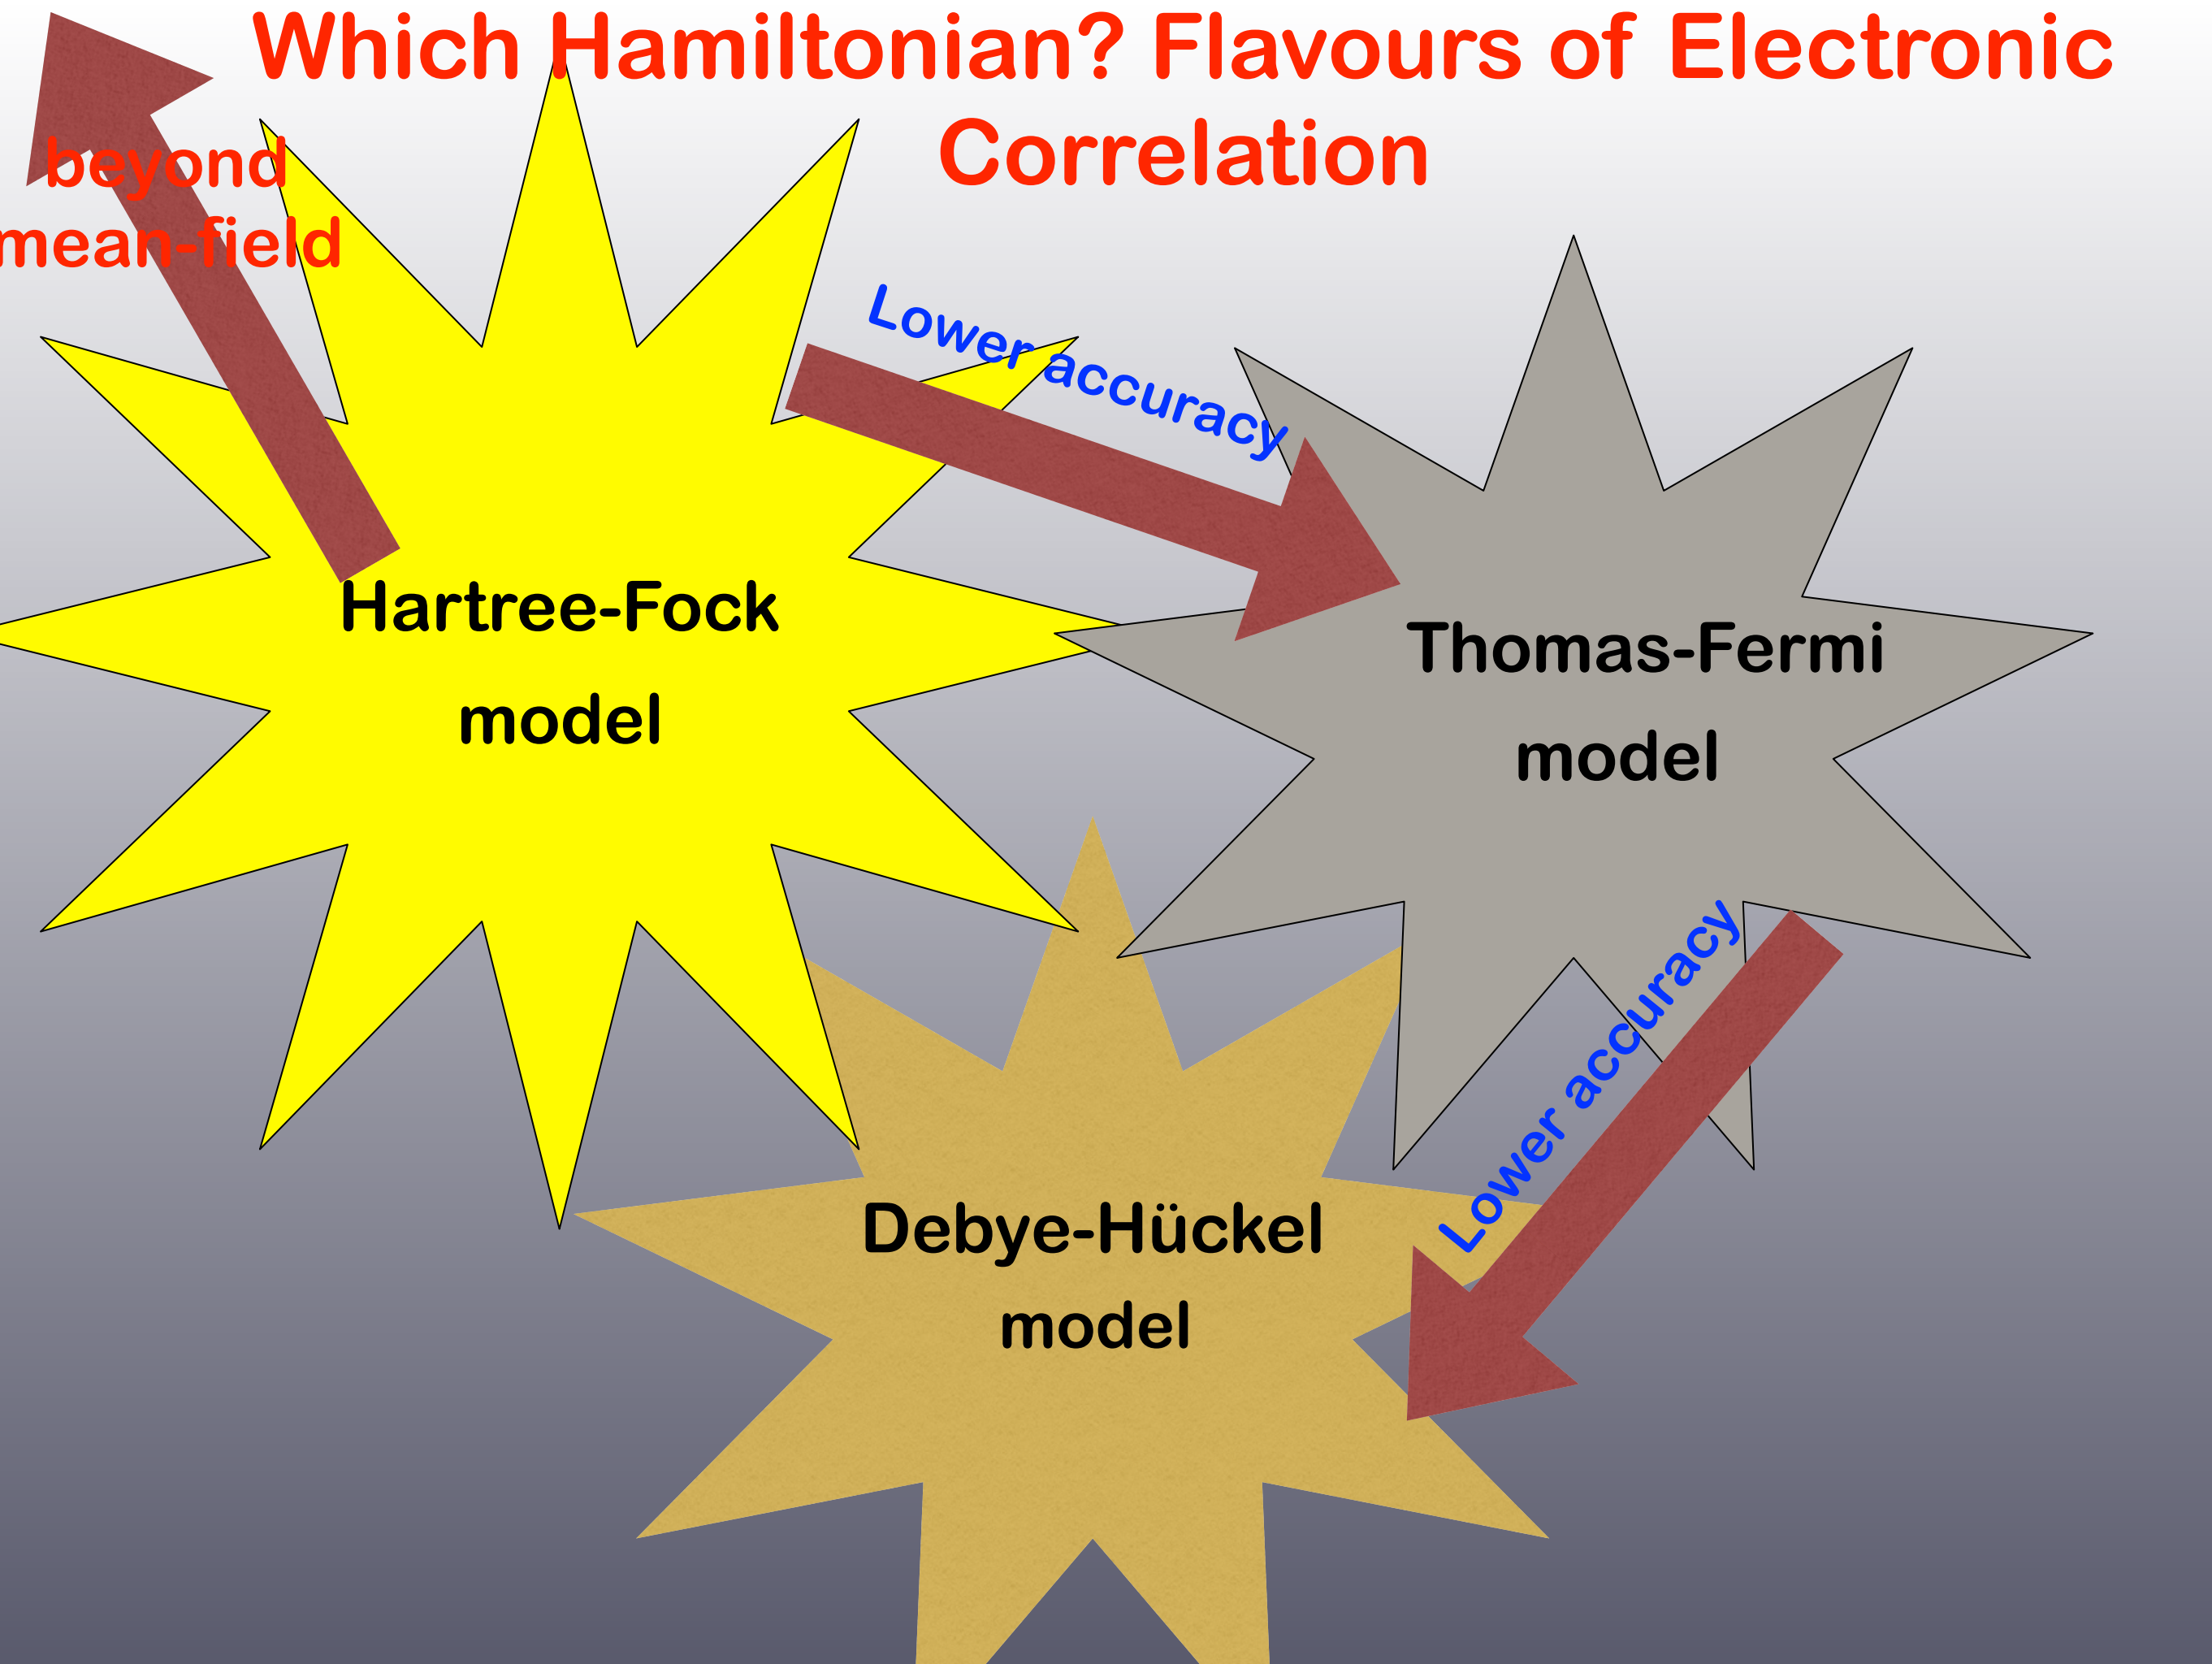 Which Hamiltonian? Flavours of Electronic
Correlation
beyond
mean-field
Lower accuracy
Hartree-Fock
model
Thomas-Fermi
model
Lower accuracy
Debye-Hückel
model